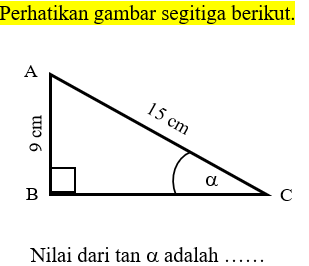 Perhatikan gambar segitiga berikut.
A
15 cm
9 cm
α
B
C
Nilai dari tan α adalah ……